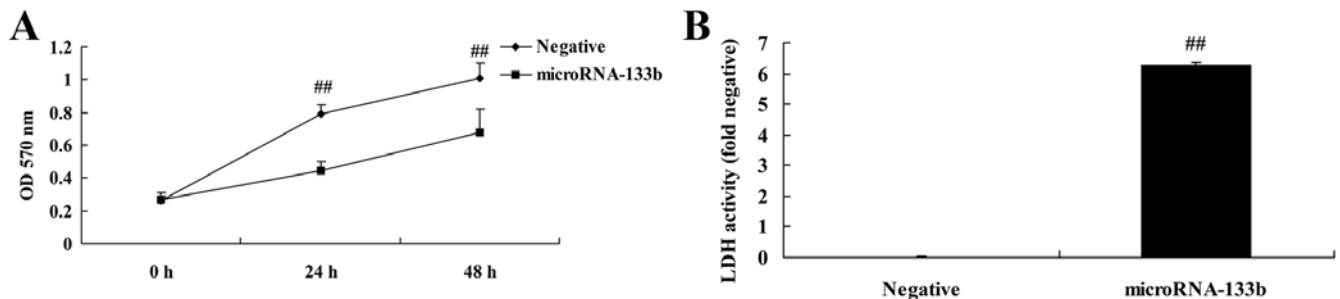 A
OD 570 nm
1.2
1
0.8
0.6
0.4
0.2
0
##
##
Negative
microRNA-133b
0 h
24 h
48 h
B
LDH activity (fold negative)
7
6
5
4
3
2
1
0
##
Negative
microRNA-133b